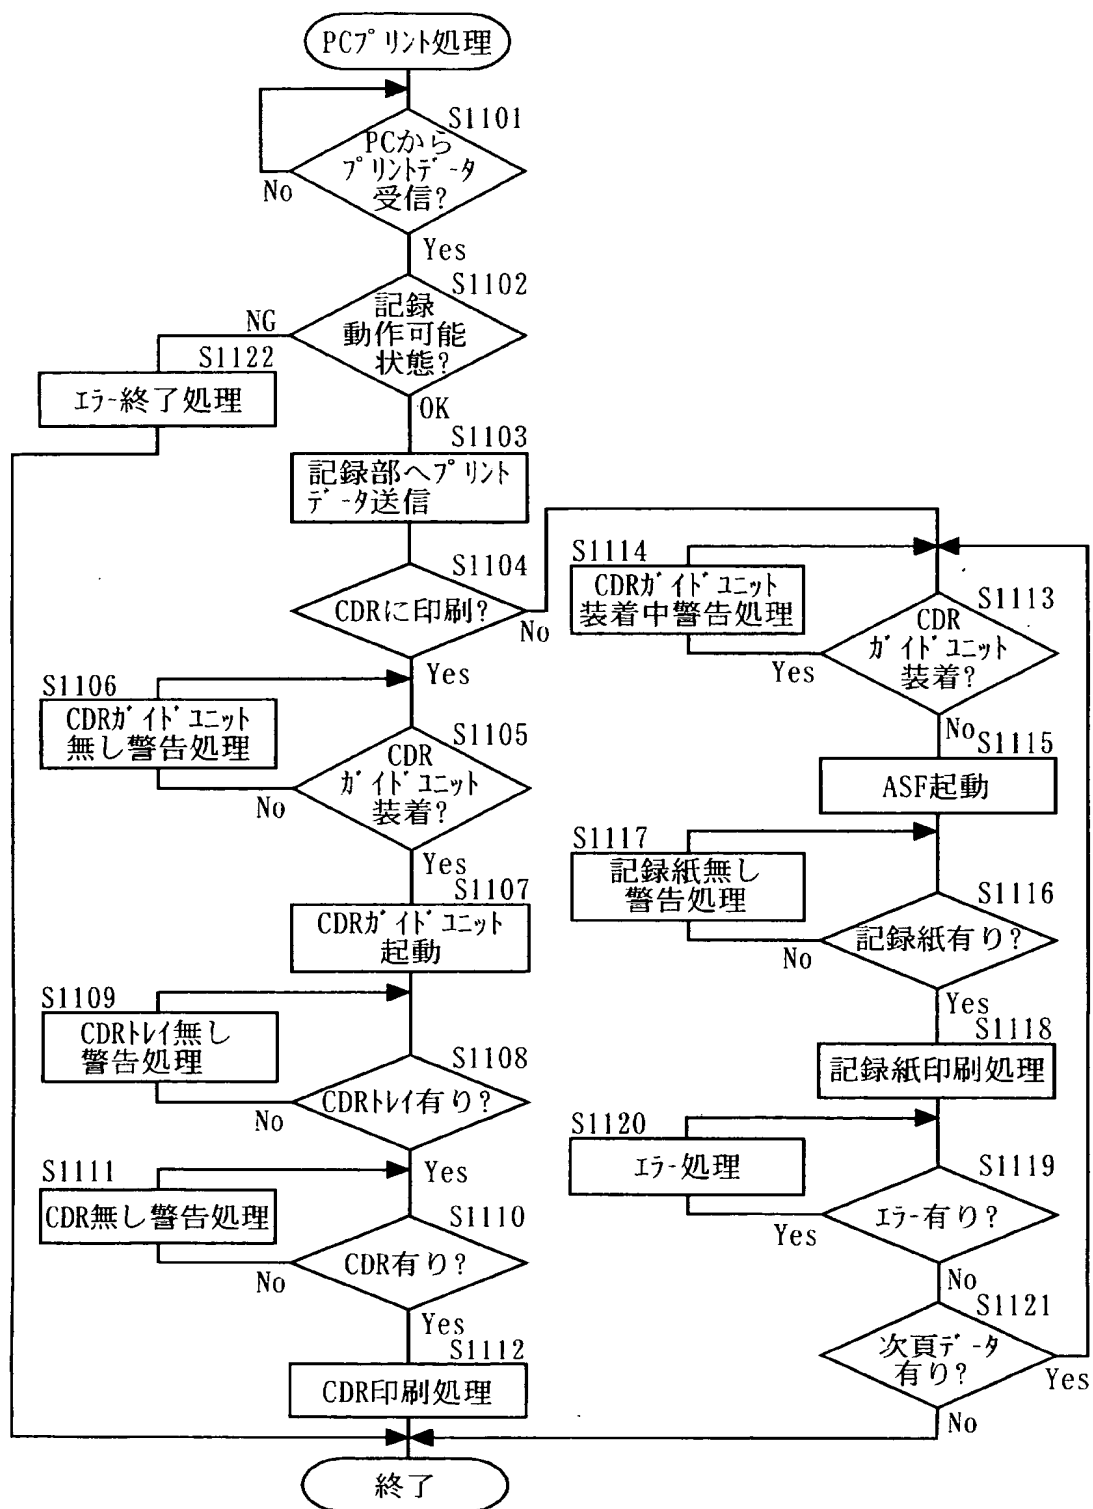 PCプリント処理
S1101
PCから
プリントデータ
受信?
No
Yes
S1102
記録
動作可能
状態?
NG
OK
S1122
エラー終了処理
S1103
記録部へプリント
データ送信
S1104
CDRに印刷?
No
Yes
S1106
CDRガイドユニット
無し警告処理
S1105
CDR
ガイドユニット
装着?
No
Yes
S1107
CDRガイドユニット
起動
S1109
CDRトレイ無し
警告処理
S1108
CDRトレイ有り?
No
Yes
S1111
CDR無し警告処理
S1110
CDR有り?
No
Yes
S1112
CDR印刷処理
S1114
CDRガイドユニット
装着中警告処理
S1113
CDR
ガイドユニット
装着?
Yes
No
S1115
ASF起動
S1117
記録紙無し
警告処理
S1116
記録紙有り?
No
Yes
S1118
記録紙印刷処理
S1120
エラー処理
S1119
エラー有り?
Yes
No
S1121
次頁データ
有り?
Yes
No
終了